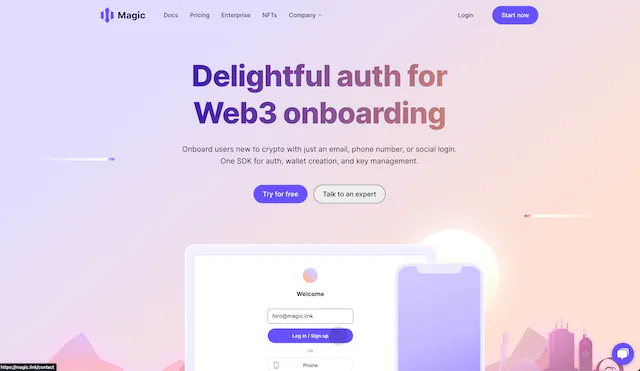 Magic
Docs
Pricing
Enterprise
NFTs
Company
Login
Start now
Delightful auth for
Web3 onboarding
Onboard users new to crypto with just an email, phone number, or social login.
One SDK for auth, wallet creation, and key management.
Try for free
Talk to an expert
Welcome
hiro@magic.link
Log in / Sign up
OR
Phone
https://magic.link/contact